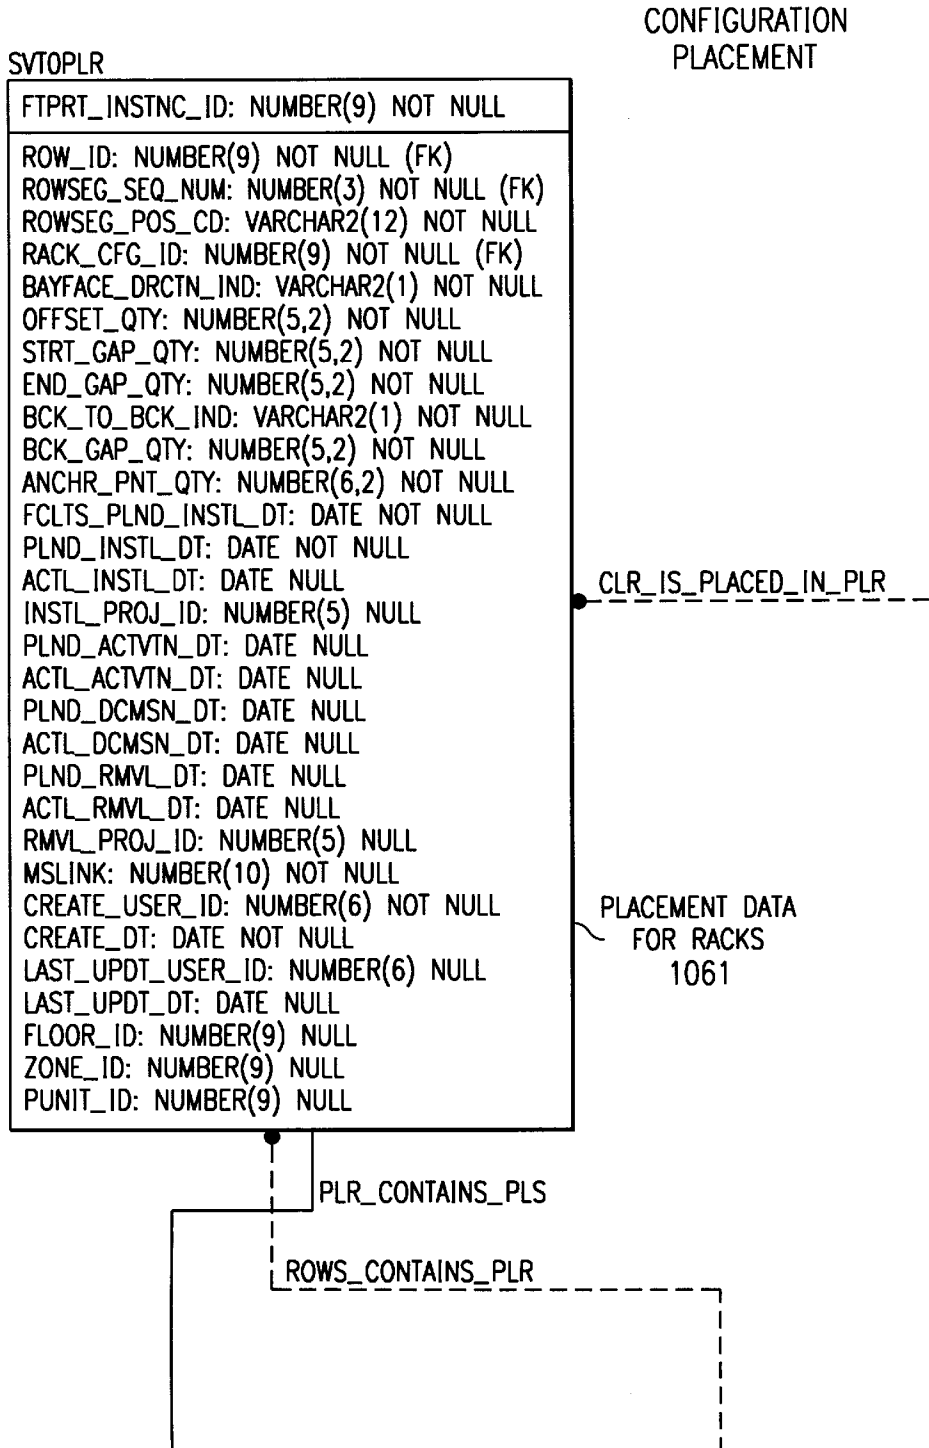 CONFIGURATION
PLACEMENT
SVTOPLR
FTPRT_INSTNC_ID: NUMBER(9) NOT NULL
ROW_ID: NUMBER(9) NOT NULL (FK)
ROWSEG_SEQ_NUM: NUMBER(3) NOT NULL (FK)
ROWSEG_POS_CD: VARCHAR2(12) NOT NULL
RACK_CFG_ID: NUMBER(9) NOT NULL (FK)
BAYFACE_DRCTN_IND: VARCHAR2(1) NOT NULL
OFFSET_QTY: NUMBER(5,2) NOT NULL
STRT_GAP_QTY: NUMBER(5,2) NOT NULL
END_GAP_QTY: NUMBER(5,2) NOT NULL
BCK_TO_BCK_IND: VARCHAR2(1) NOT NULL
BCK_GAP_QTY: NUMBER(5,2) NOT NULL
ANCHR_PNT_QTY: NUMBER(6,2) NOT NULL
FCLTS_PLND_INSTL_DT: DATE NOT NULL
PLND_INSTL_DT: DATE NOT NULL
ACTL_INSTL_DT: DATE NULL
INSTL_PROJ_ID: NUMBER(5) NULL
PLND_ACTVTN_DT: DATE NULL
ACTL_ACTVTN_DT: DATE NULL
PLND_DCMSN_DT: DATE NULL
ACTL_DCMSN_DT: DATE NULL
PLND_RMVL_DT: DATE NULL
ACTL_RMVL_DT: DATE NULL
RMVL_PROJ_ID: NUMBER(5) NULL
MSLINK: NUMBER(10) NOT NULL
CREATE_USER_ID: NUMBER(6) NOT NULL
CREATE_DT: DATE NOT NULL
LAST_UPDT_USER_ID: NUMBER(6) NULL
LAST_UPDT_DT: DATE NULL
FLOOR_ID: NUMBER(9) NULL
ZONE_ID: NUMBER(9) NULL
PUNIT_ID: NUMBER(9) NULL
CLR_IS_PLACED_IN_PLR
PLACEMENT DATA
FOR RACKS
1061
PLR_CONTAINS_PLS
ROWS_CONTAINS_PLR